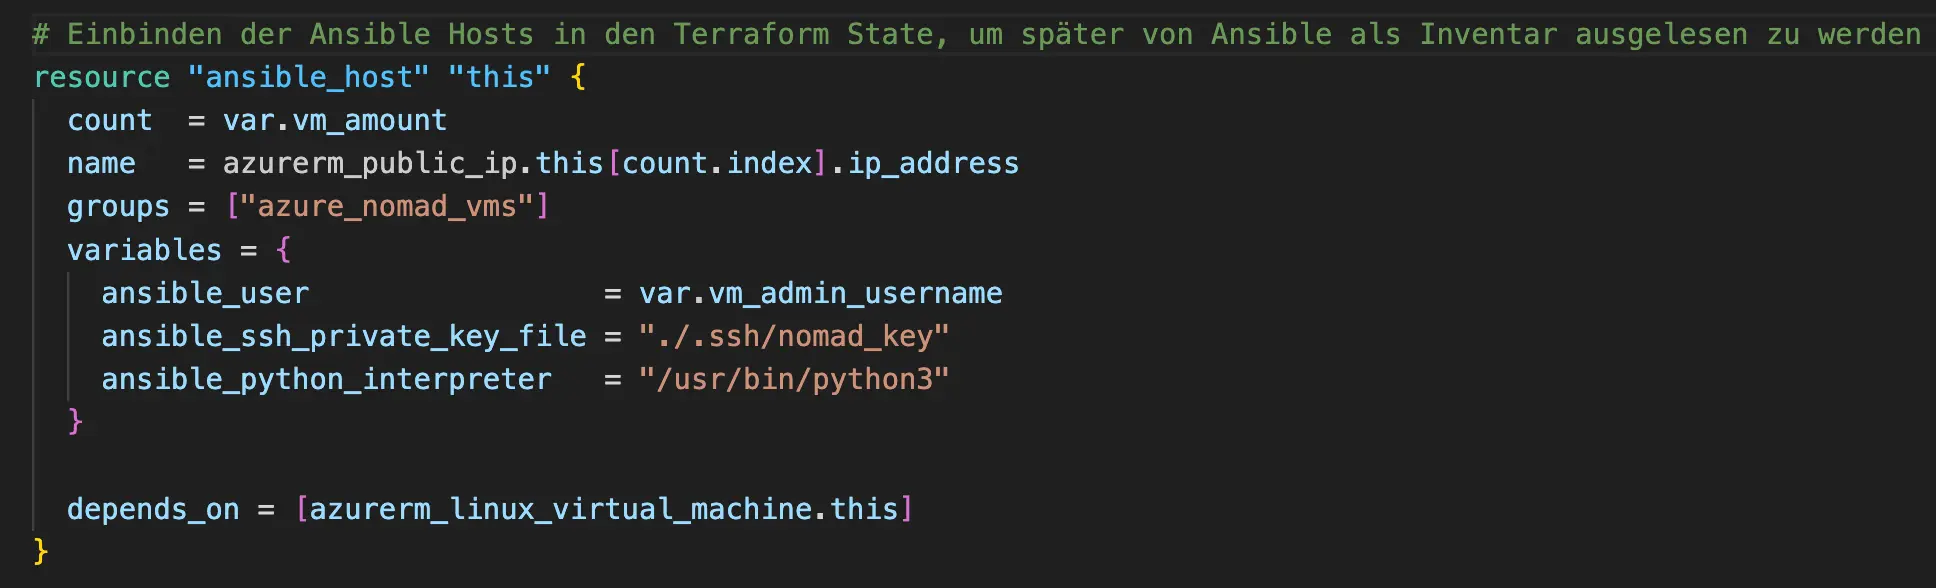 # Einbinden der Ansible Hosts in den Terraform State, um später von Ansible als Inventar ausgelesen zu werden
resource "ansible_host" "this" {
  count  = var.vm_amount
  name   = azurerm_public_ip.this[count.index].ip_address
  groups = ["azure_nomad_vms"]
  variables = {
    ansible_user                 = var.vm_admin_username
    ansible_ssh_private_key_file = "./.ssh/nomad_key"
    ansible_python_interpreter   = "/usr/bin/python3"
  }

  depends_on = [azurerm_linux_virtual_machine.this]
}